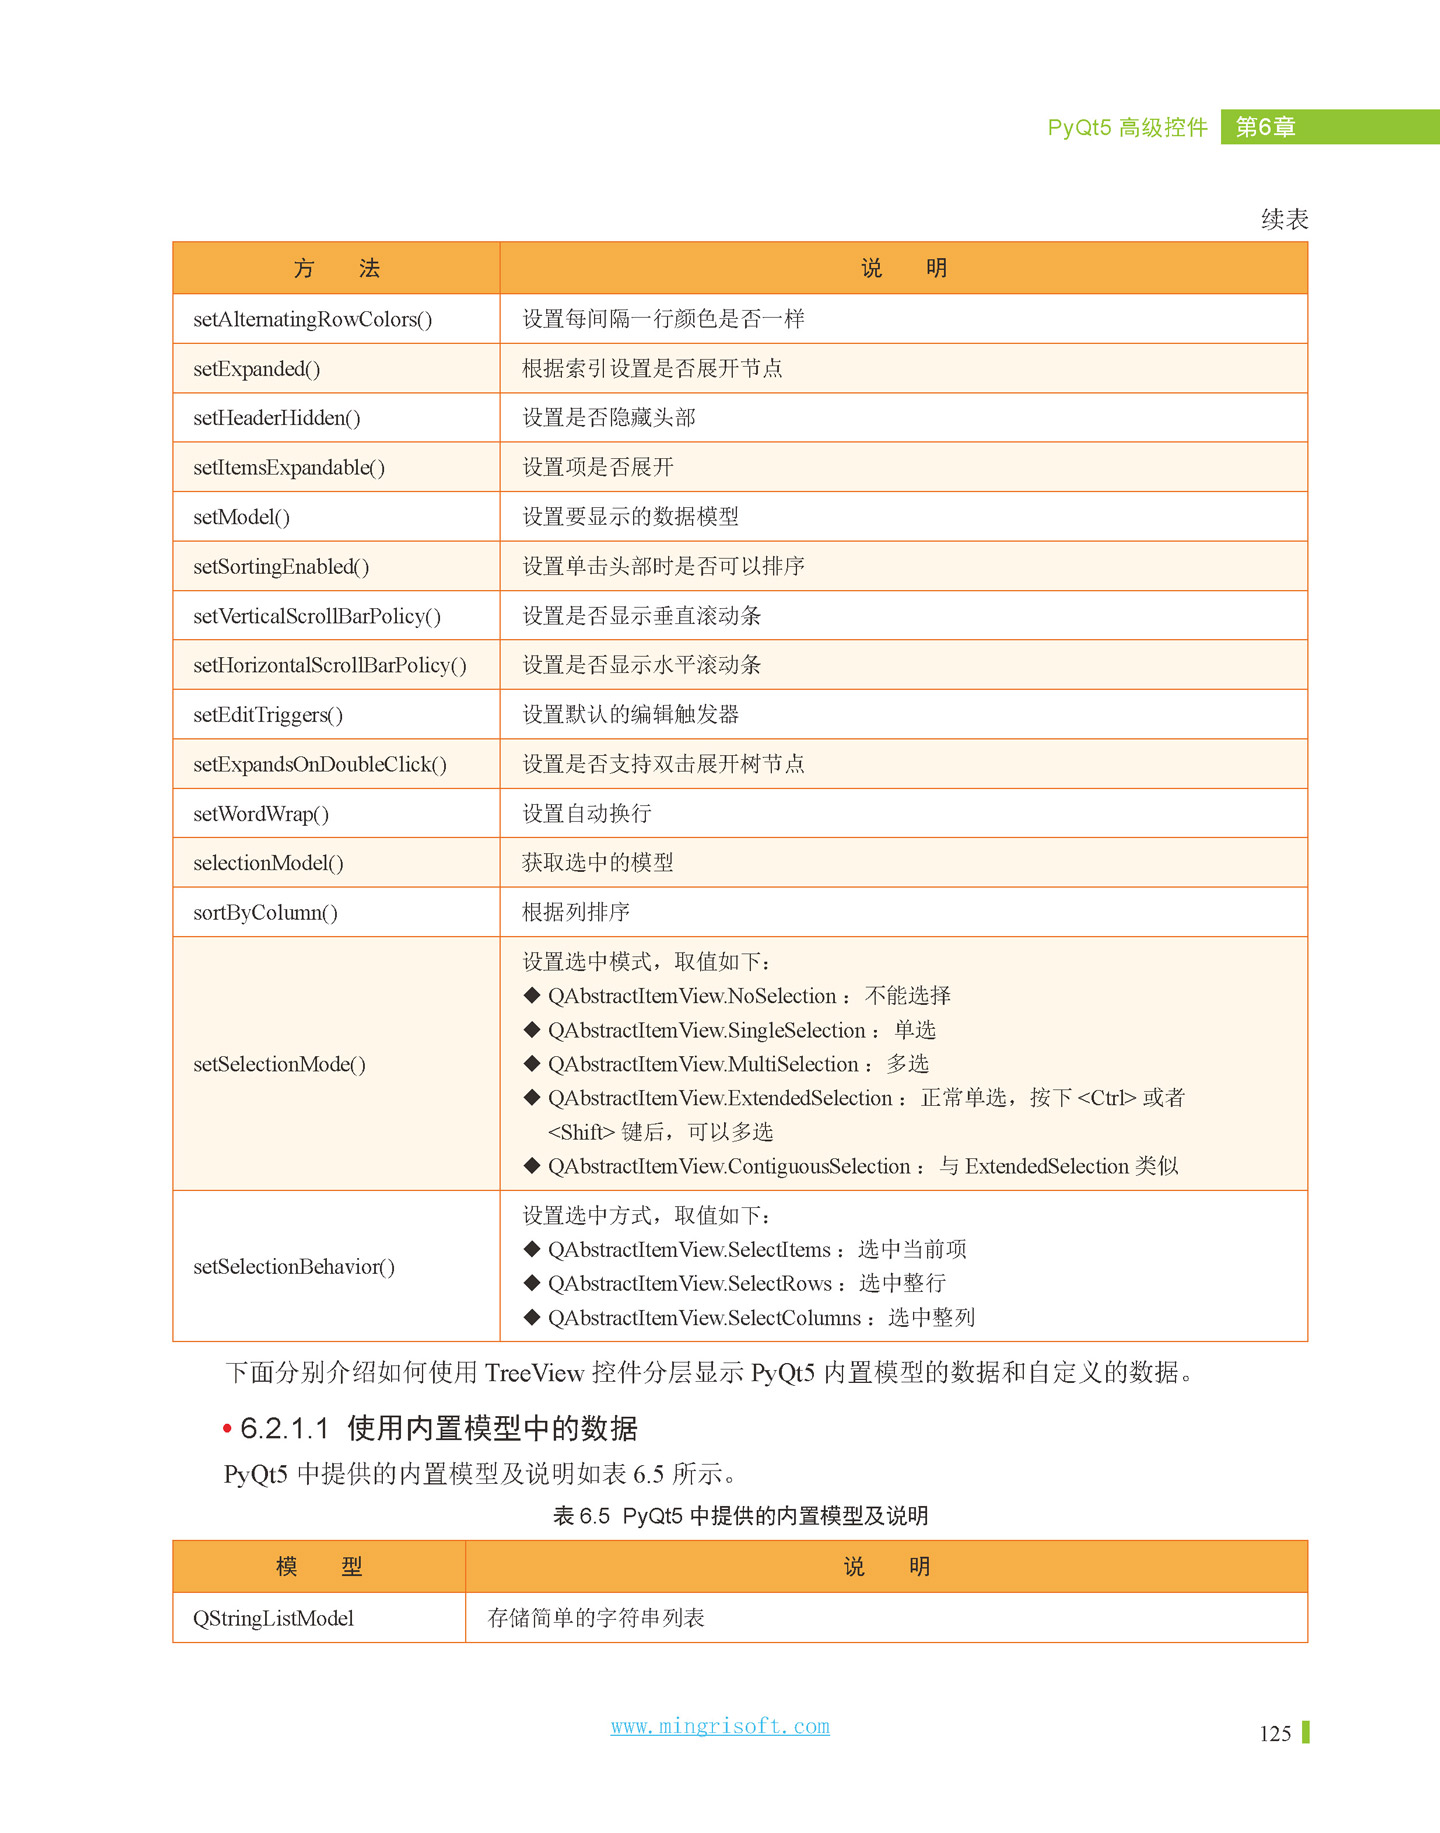 PyQt5 高级控件 第6章
续表
方 法 说 明
setAlternatingRowColors() 设置每间隔一行颜色是否一样
setExpanded() 根据索引设置是否展开节点
setHeaderHidden() 设置是否隐藏头部
setItemsExpandable() 设置项是否展开
setModel() 设置要显示的数据模型
setSortingEnabled() 设置单击头部时是否可以排序
setVerticalScrollBarPolicy() 设置是否显示垂直滚动条
setHorizontalScrollBarPolicy() 设置是否显示水平滚动条
setEditTriggers() 设置默认的编辑触发器
setExpandsOnDoubleClick() 设置是否支持双击展开树节点
setWordWrap() 设置自动换行
selectionModel() 获取选中的模型
sortByColumn() 根据列排序
setSelectionMode() 设置选中模式，取值如下：
◆ QAbstractItemView.NoSelection：不能选择
◆ QAbstractItemView.SingleSelection：单选
◆ QAbstractItemView.MultiSelection：多选
◆ QAbstractItemView.ExtendedSelection：正常单选，按下 <Ctrl> 或者
<Shift> 键后，可以多选
◆ QAbstractItemView.ContiguousSelection：与 ExtendedSelection 类似
setSelectionBehavior() 设置选中方式，取值如下：
◆ QAbstractItemView.SelectItems：选中当前项
◆ QAbstractItemView.SelectRows：选中整行
◆ QAbstractItemView.SelectColumns：选中整列
下面分别介绍如何使用 TreeView 控件分层显示 PyQt5 内置模型的数据和自定义的数据。
• 6.2.1.1 使用内置模型中的数据
PyQt5 中提供的内置模型及说明如表 6.5 所示。
表 6.5 PyQt5 中提供的内置模型及说明
模 型 说 明
QStringListModel 存储简单的字符串列表
www.mingrisoft.com
125